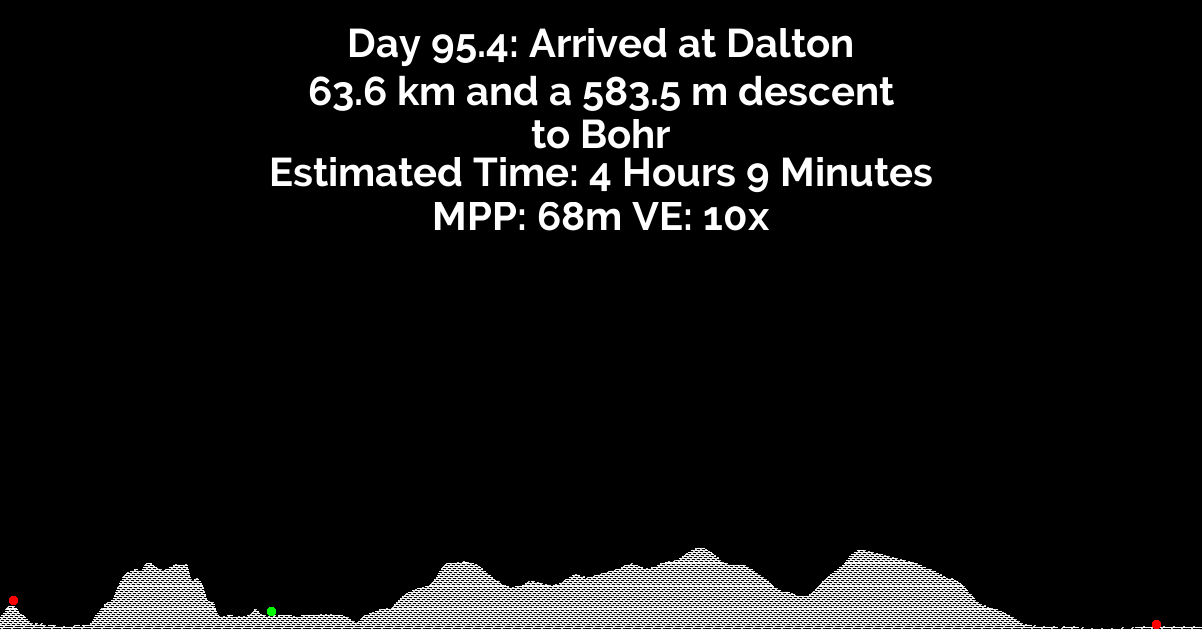 Day 95.4: Arrived at Dalton
63.6 km and a 583.5 m descent
to Bohr
Estimated Time: 4 Hours 9 Minutes
MPP: 68m VE: 10x